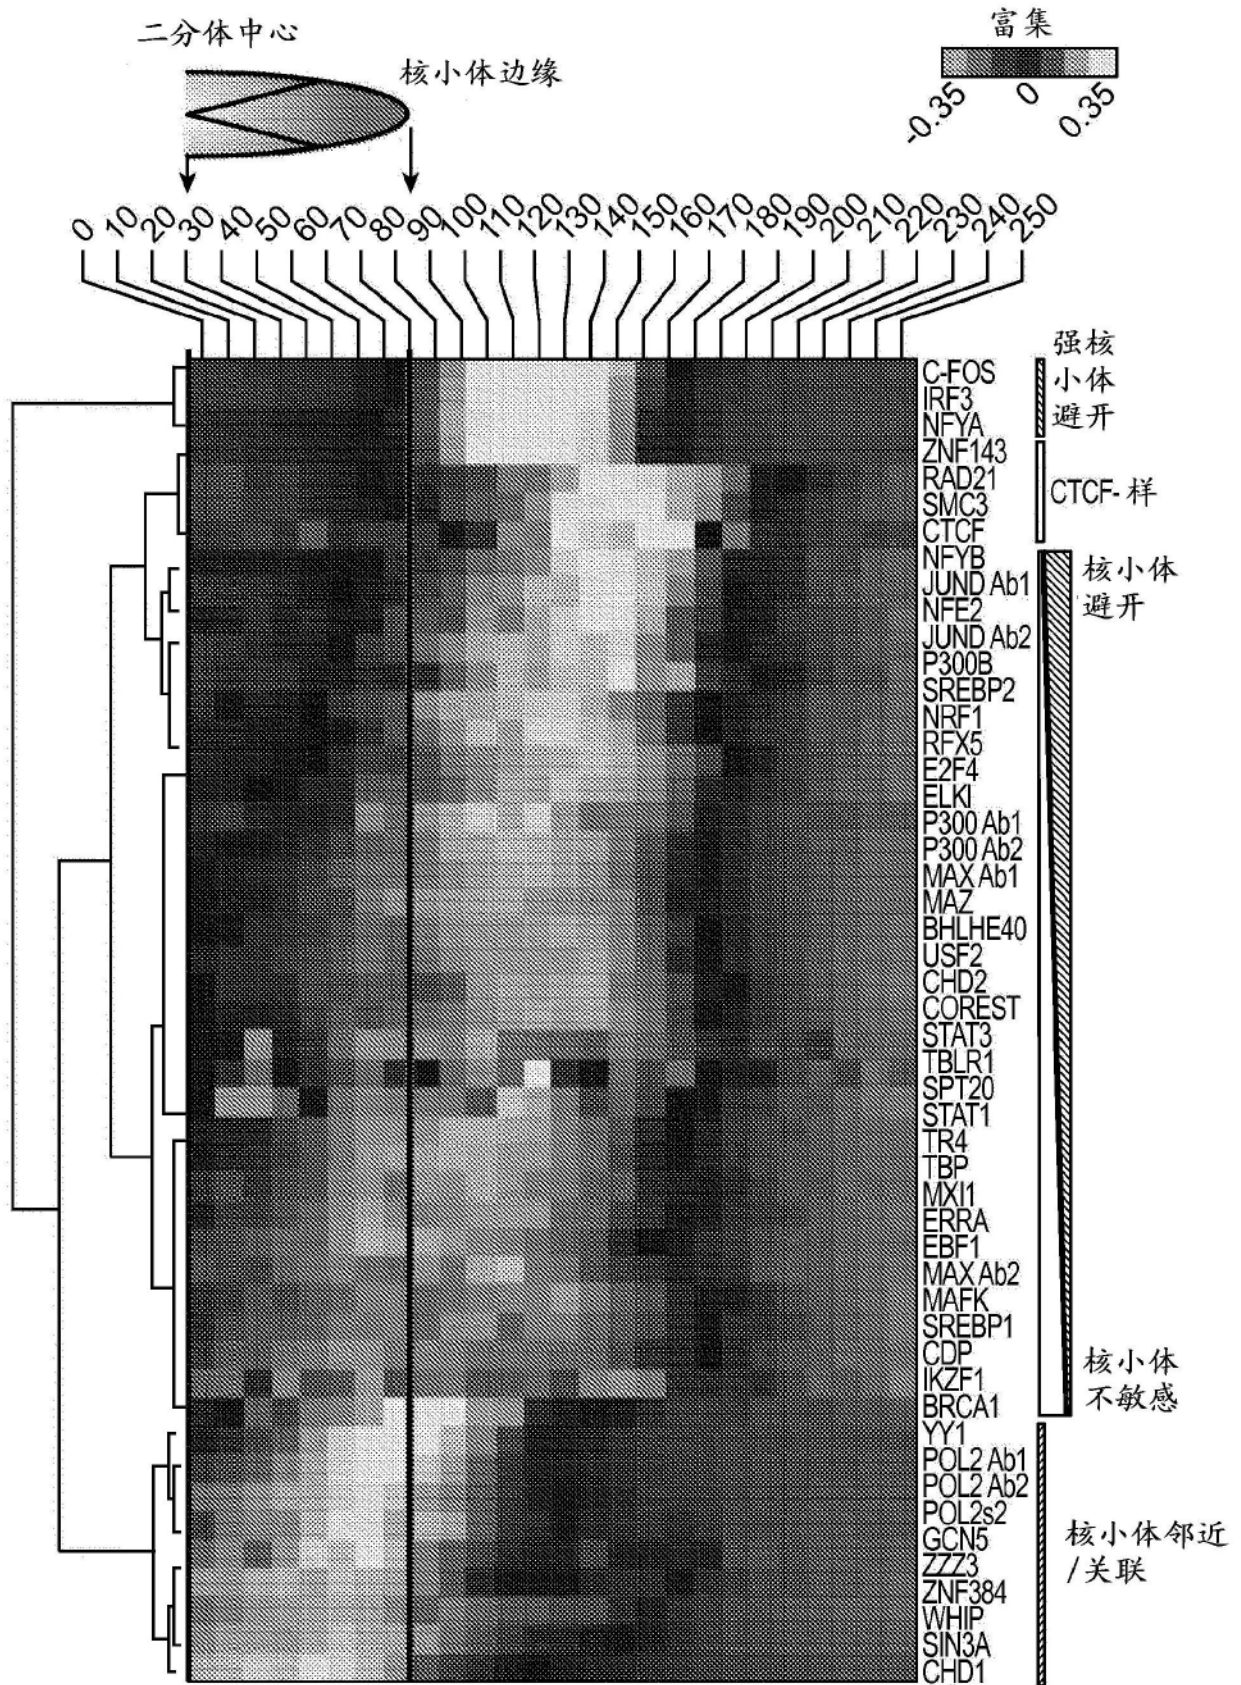 二分体中心
核小体边缘
富集
-0.35 0 0.35
0 10 20 30 40 50 60 70 80 90 100 110 120 130 140 150 160 170 180 190 200 210 220 230 240 250
C-FOS
IRF3
NFYA
ZNF143
RAD21
SMC3
CTCF
NFYB
JUND Ab1
NFE2
JUND Ab2
P300B
SREBP2
NRF1
RFX5
E2F4
ELKI
P300 Ab1
P300 Ab2
MAX Ab1
MAZ
BHLHE40
USF2
CHD2
COREST
STAT3
TBLR1
SPT20
STAT1
TR4
TBP
MXI1
ERRA
EBF1
MAX Ab2
MAFK
SREBP1
CDP
IKZF1
BRCA1
YY1
POL2 Ab1
POL2 Ab2
POL2s2
GCN5
ZZZ3
ZNF384
WHIP
SIN3A
CHD1
强核
小体
避开
CTCF-样
核小体
避开
核小体
不敏感
核小体邻近
/关联